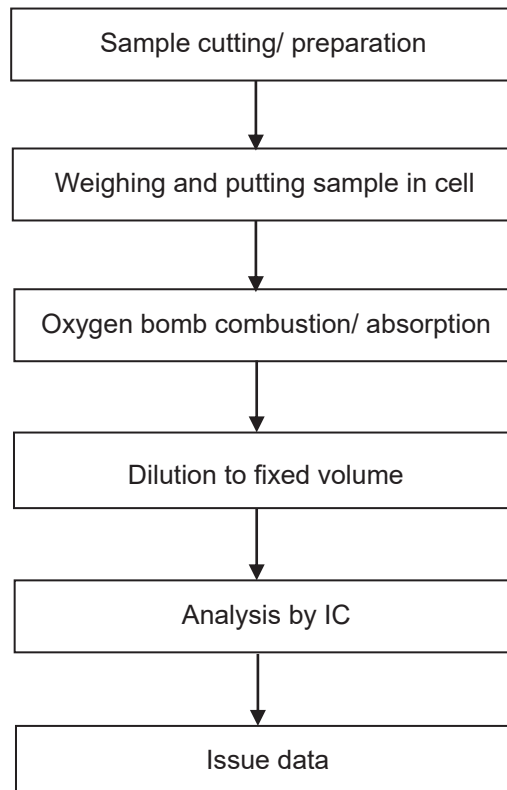 Sample cutting/ preparation
Weighing and putting sample in cell
Oxygen bomb combustion/ absorption
Dilution to fixed volume
Analysis by IC
Issue data